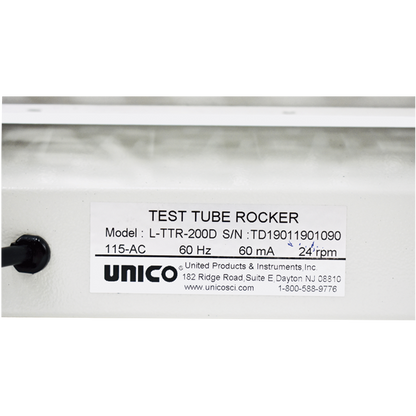 TEST TUBE ROCKER
Model : L-TTR-200D S/N :TD19011901090
115-AC 60 Hz 60 mA 24 rpm
UNICO © United Products & Instruments,Inc
182 Ridge Road,Suite E,Dayton NJ 08810
www.unicosci.com 1-800-588-9776